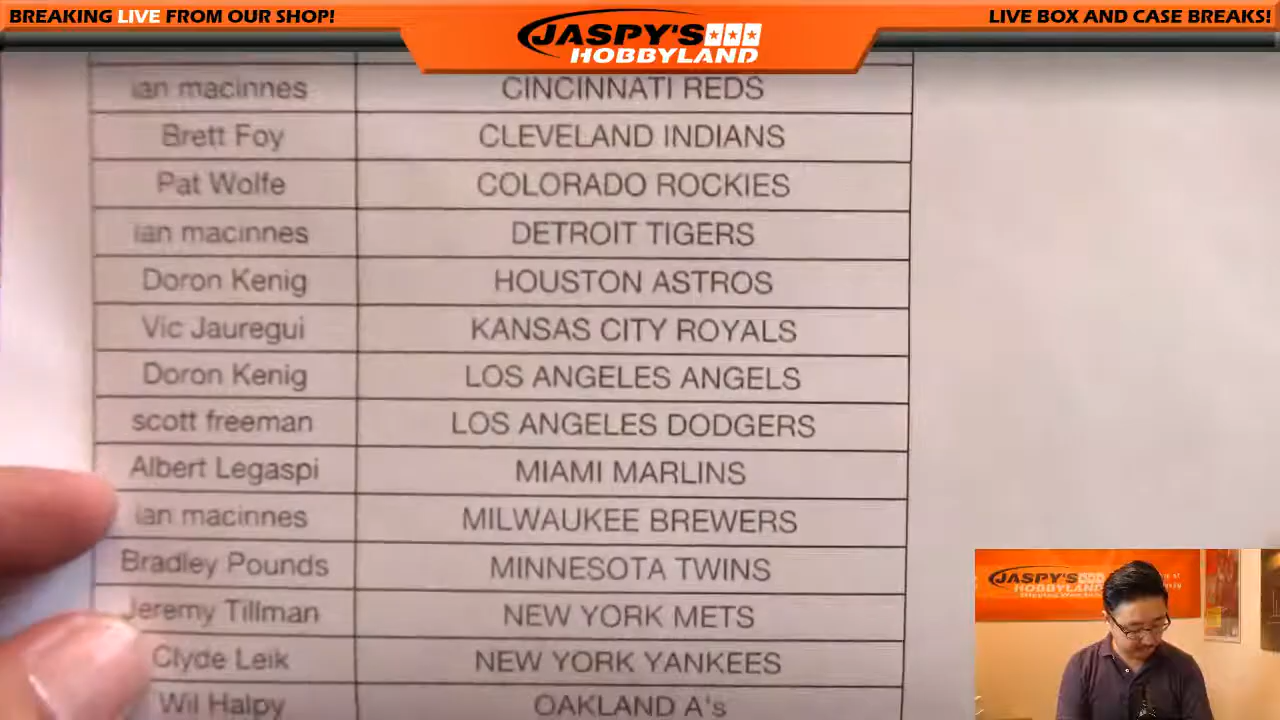 BREAKING LIVE FROM OUR SHOP!
JASPY'S
HOBBYLAND
LIVE BOX AND CASE BREAKS!
ian macinnes CINCINNATI REDS
Brett Foy CLEVELAND INDIANS
Pat Wolfe COLORADO ROCKIES
ian macinnes DETROIT TIGERS
Doron Kenig HOUSTON ASTROS
Vic Jauregui KANSAS CITY ROYALS
Doron Kenig LOS ANGELES ANGELS
scott freeman LOS ANGELES DODGERS
Albert Legaspi MIAMI MARLINS
ian macinnes MILWAUKEE BREWERS
Bradley Pounds MINNESOTA TWINS
Jeremy Tillman NEW YORK METS
Clyde Leik NEW YORK YANKEES
Wil Halpy OAKLAND A's
JASPY'S
HOBBYLAND